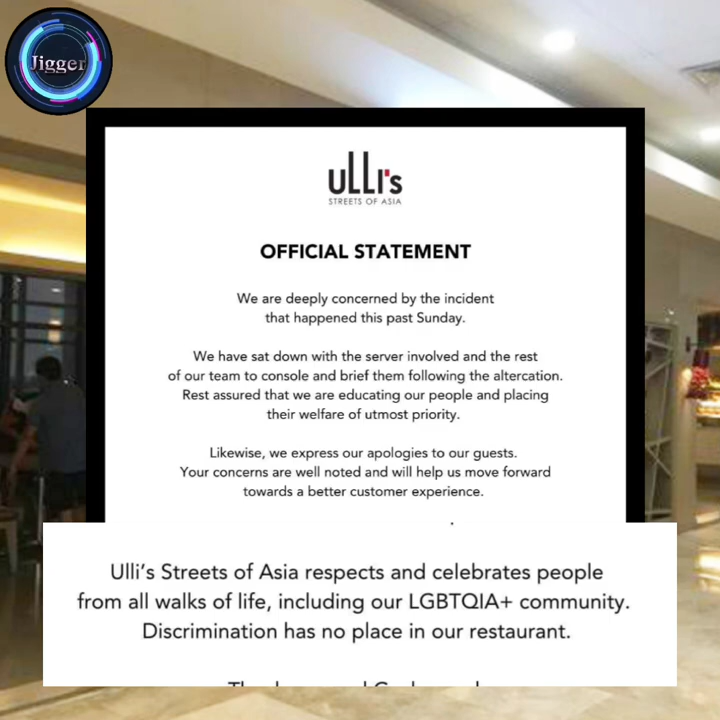 Jigger
ulli's
STREETS OF ASIA
OFFICIAL STATEMENT
We are deeply concerned by the incident
that happened this past Sunday.
We have sat down with the server involved and the rest
of our team to console and brief them following the altercation.
Rest assured that we are educating our people and placing
their welfare of utmost priority.
Likewise, we express our apologies to our guests.
Your concerns are well noted and will help us move forward
towards a better customer experience.
Ulli's Streets of Asia respects and celebrates people
from all walks of life, including our LGBTQIA+ community.
Discrimination has no place in our restaurant.